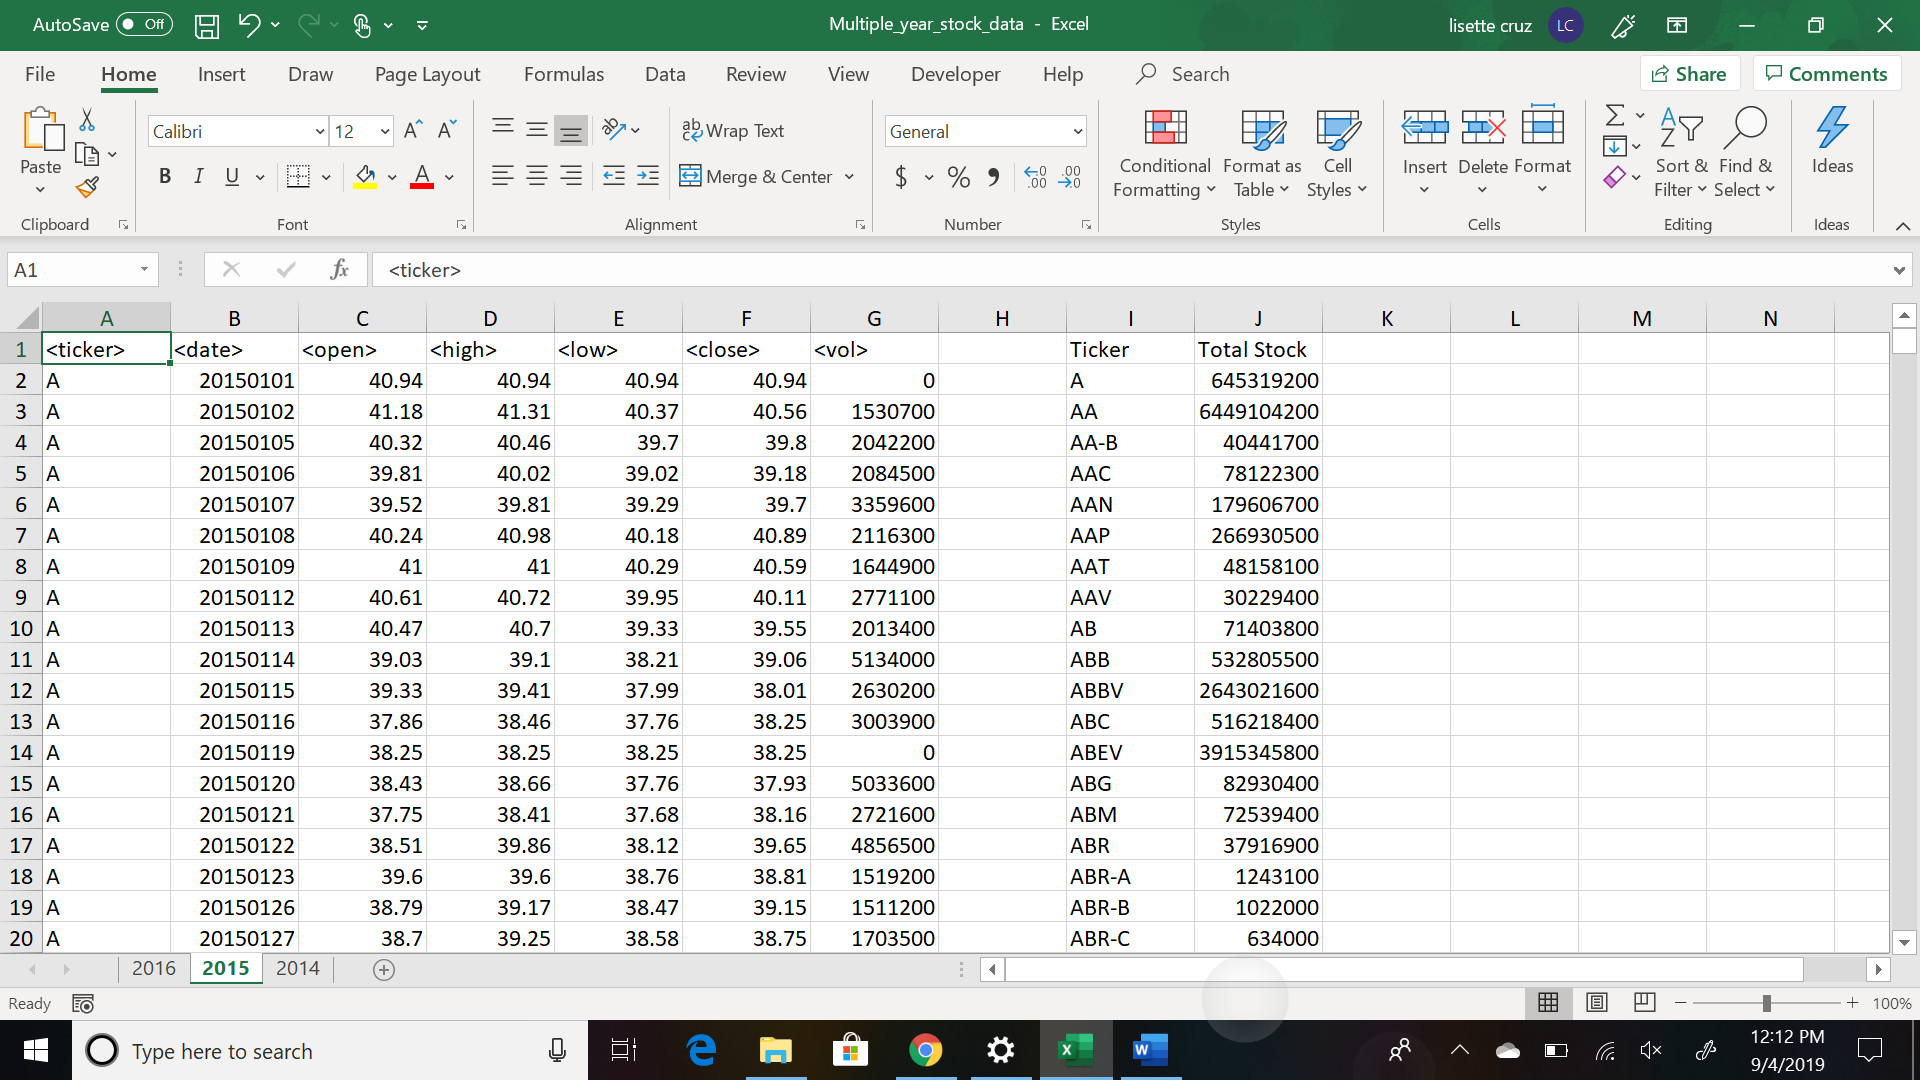 AutoSave Off Multiple_year_stock_data - Excel lisette cruz LC
File Home Insert Draw Page Layout Formulas Data Review View Developer Help Search Share Comments
Calibri 12 Wrap Text General
Paste Conditional Format as Cell Insert Delete Format Sort & Find & Ideas
B I U Merge & Center $ % Formatting Table Styles Filter Select
Clipboard Font Alignment Number Styles Cells Editing Ideas
A1 fx <ticker>
A B C D E F G H I J K L M N
1 <ticker> <date> <open> <high> <low> <close> <vol> Ticker Total Stock
2 A 20150101 40.94 40.94 40.94 40.94 0 A 645319200
3 A 20150102 41.18 41.31 40.37 40.56 1530700 AA 6449104200
4 A 20150105 40.32 40.46 39.7 39.8 2042200 AA-B 40441700
5 A 20150106 39.81 40.02 39.02 39.18 2084500 AAC 78122300
6 A 20150107 39.52 39.81 39.29 39.7 3359600 AAN 179606700
7 A 20150108 40.24 40.98 40.18 40.89 2116300 AAP 266930500
8 A 20150109 41 41 40.29 40.59 1644900 AAT 48158100
9 A 20150112 40.61 40.72 39.95 40.11 2771100 AAV 30229400
10 A 20150113 40.47 40.7 39.33 39.55 2013400 AB 71403800
11 A 20150114 39.03 39.1 38.21 39.06 5134000 ABB 532805500
12 A 20150115 39.33 39.41 37.99 38.01 2630200 ABBV 2643021600
13 A 20150116 37.86 38.46 37.76 38.25 3003900 ABC 516218400
14 A 20150119 38.25 38.25 38.25 38.25 0 ABEV 3915345800
15 A 20150120 38.43 38.66 37.76 37.93 5033600 ABG 82930400
16 A 20150121 37.75 38.41 37.68 38.16 2721600 ABM 72539400
17 A 20150122 38.51 39.86 38.12 39.65 4856500 ABR 37916900
18 A 20150123 39.6 39.6 38.76 38.81 1519200 ABR-A 1243100
19 A 20150126 38.79 39.17 38.47 39.15 1511200 ABR-B 1022000
20 A 20150127 38.7 39.25 38.58 38.75 1703500 ABR-C 634000
2016 2015 2014
Ready 100%
Type here to search 12:12 PM
9/4/2019